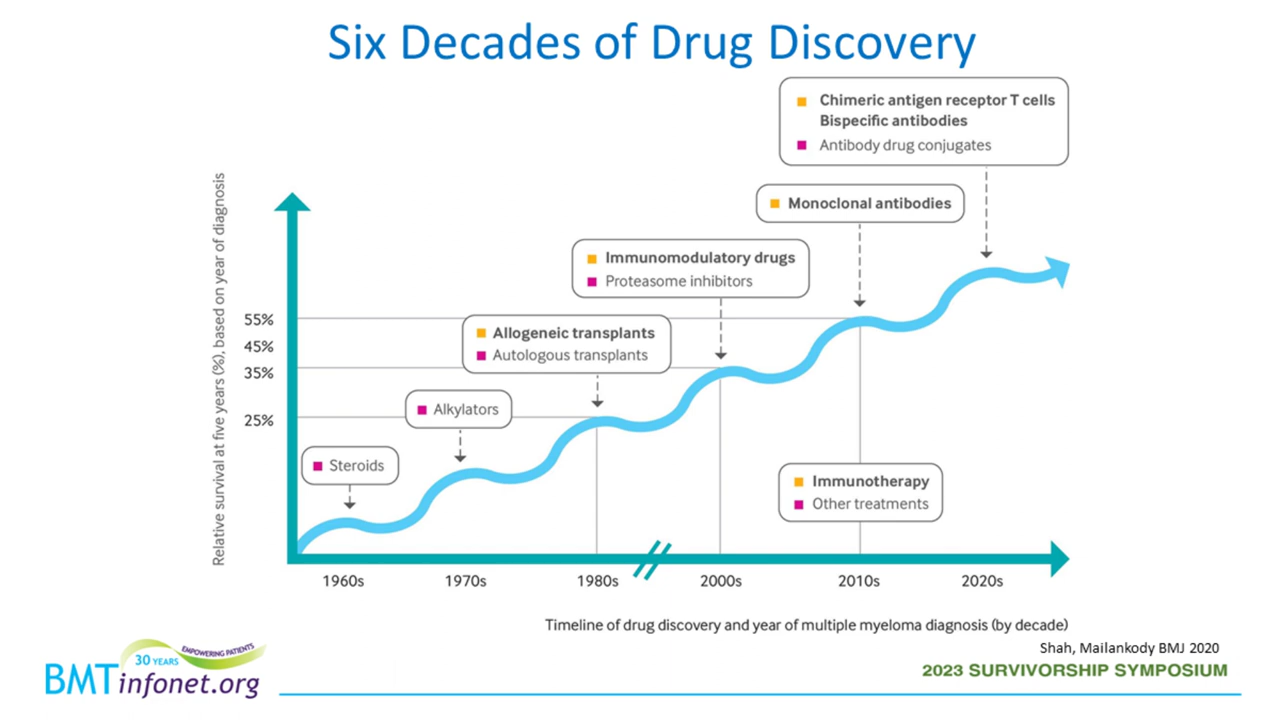 Six Decades of Drug Discovery
Chimeric antigen receptor T cells
Bispecific antibodies
Antibody drug conjugates
Monoclonal antibodies
Immunomodulatory drugs
Proteasome inhibitors
Allogeneic transplants
Autologous transplants
Alkylators
Steroids
Immunotherapy
Other treatments
Relative survival at five years (%), based on year of diagnosis
55%
45%
35%
25%
1960s
1970s
1980s
2000s
2010s
2020s
Timeline of drug discovery and year of multiple myeloma diagnosis (by decade)
Shah, Mailankody BMJ 2020
2023 SURVIVORSHIP SYMPOSIUM
30 YEARS
EMPOWERING PATIENTS
BMTinfonet.org